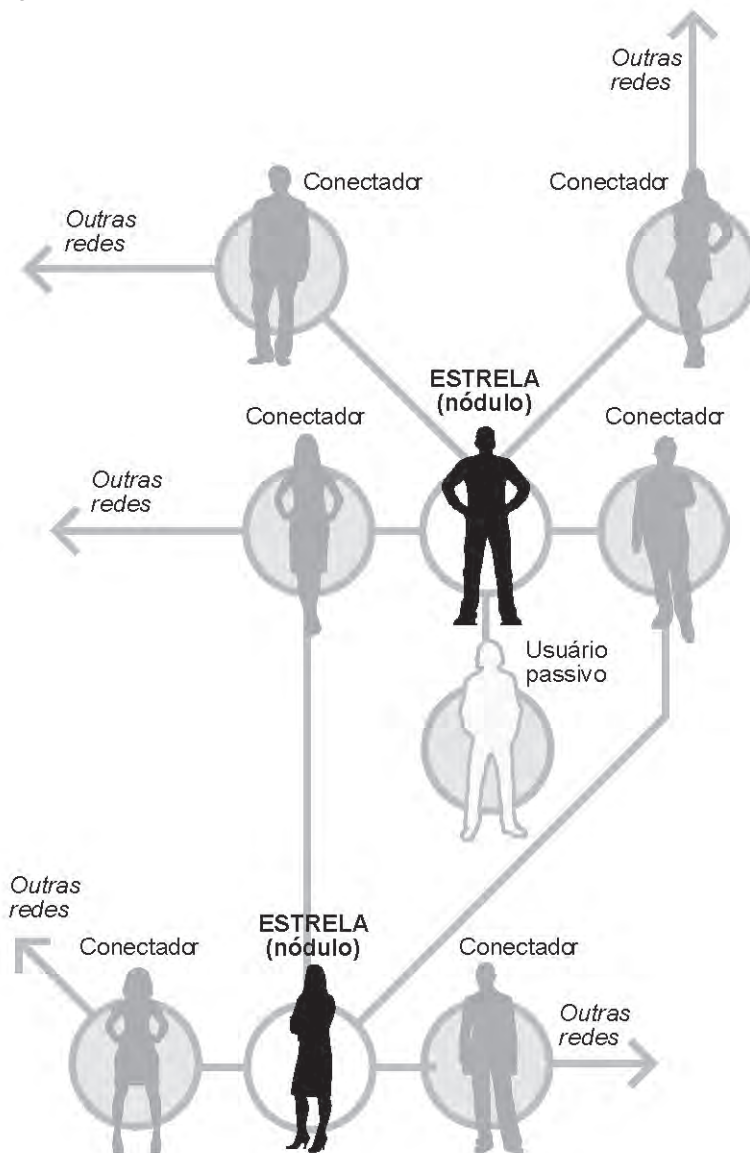 Outras
redes
Conectador
Conectador
Outras
redes
ESTRELA
(nódulo)
Conectador
Conectador
Outras
redes
Usuário
passivo
Outras
redes
ESTRELA
(nódulo)
Conectador
Conectador
Outras
redes